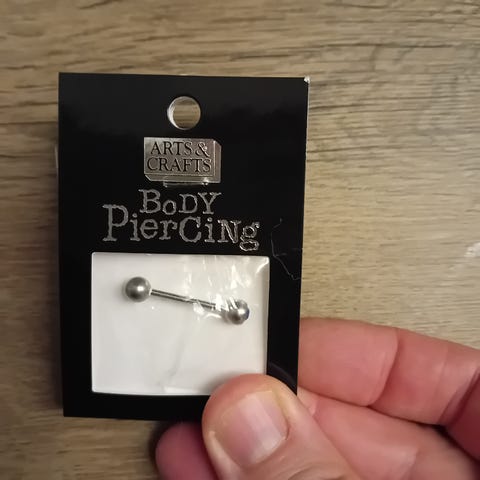 ARTS &
CRAFTS
BODY
PierCiNg